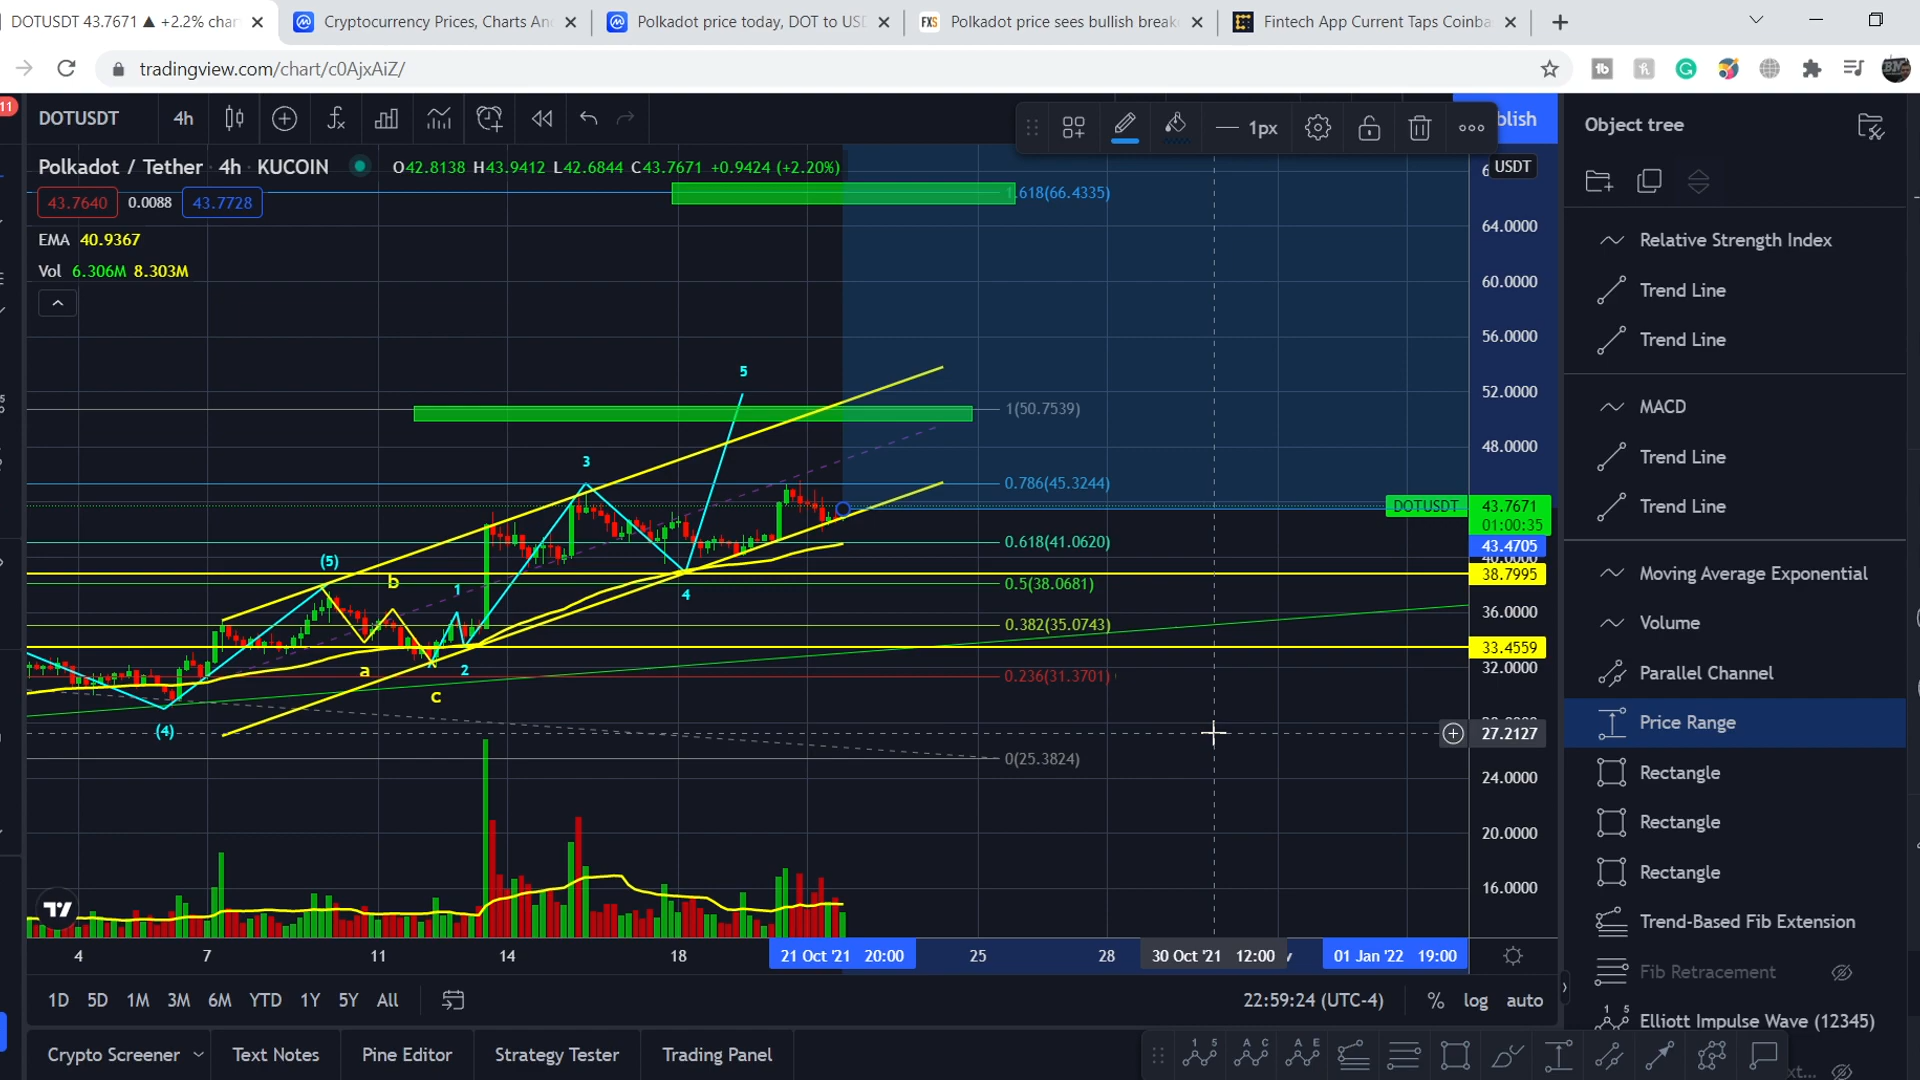 DOTUSDT 43.7671 ▲ +2.2% char
Cryptocurrency Prices, Charts An
Polkadot price today, DOT to USD
FXS Polkadot price sees bullish break
Fintech App Current Taps Coinba
tradingview.com/chart/c0AjxAiZ/
11
DOTUSDT 4h
1px
blish
Object tree
Polkadot / Tether · 4h · KUCOIN O42.8138 H43.9412 L42.6844 C43.7671 +0.9424 (+2.20%)
USDT
43.7640 0.0088 43.7728
1.618(66.4335)
EMA 40.9367
Vol 6.306M 8.303M
64.0000
60.0000
56.0000
52.0000
48.0000
5
1(50.7539)
3
0.786(45.3244)
DOTUSDT 43.7671
01:00:35
43.4705
0.618(41.0620)
(5)
38.7995
b
0.5(38.0681)
1
4
36.0000
0.382(35.0743)
33.4559
a
2
32.0000
0.236(31.3701)
c
(4)
27.2127
0(25.3824)
24.0000
20.0000
16.0000
4 7 11 14 18 21 Oct '21 20:00 25 28 30 Oct '21 12:00 01 Jan '22 19:00
1D 5D 1M 3M 6M YTD 1Y 5Y All
22:59:24 (UTC-4) % log auto
Crypto Screener Text Notes Pine Editor Strategy Tester Trading Panel
1 5
A C
A E
Relative Strength Index
Trend Line
Trend Line
MACD
Trend Line
Trend Line
Moving Average Exponential
Volume
Parallel Channel
Price Range
Rectangle
Rectangle
Rectangle
Trend-Based Fib Extension
Fib Retracement
Elliott Impulse Wave (12345)